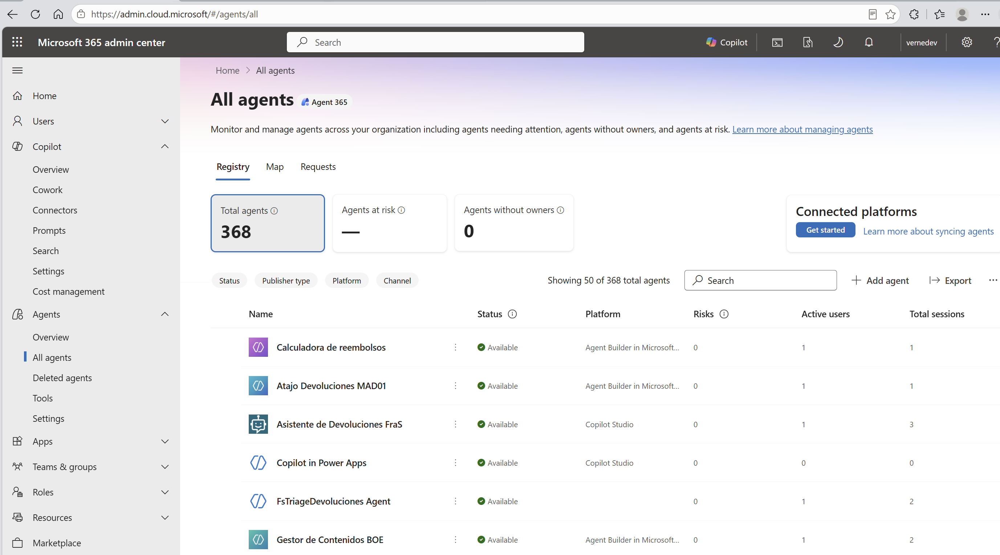 https://admin.cloud.microsoft/#/agents/all
Microsoft 365 admin center
Search
Copilot
vernedev
Home
Users
Copilot
Overview
Cowork
Connectors
Prompts
Search
Settings
Cost management
Agents
Overview
All agents
Deleted agents
Tools
Settings
Apps
Teams & groups
Roles
Resources
Marketplace
Home > All agents
All agents Agent 365
Monitor and manage agents across your organization including agents needing attention, agents without owners, and agents at risk. Learn more about managing agents
Registry Map Requests
Total agents
368
Agents at risk
—
Agents without owners
0
Connected platforms
Get started Learn more about syncing agents
Status Publisher type Platform Channel Showing 50 of 368 total agents Search Add agent Export
Name Status Platform Risks Active users Total sessions
Calculadora de reembolsos Available Agent Builder in Microsoft... 0 1 1
Atajo Devoluciones MAD01 Available Agent Builder in Microsoft... 0 1 1
Asistente de Devoluciones FraS Available Copilot Studio 0 1 3
Copilot in Power Apps Available Copilot Studio 0 0 0
FsTriageDevoluciones Agent Available 0 1 2
Gestor de Contenidos BOE Available Agent Builder in Microsoft... 0 1 2